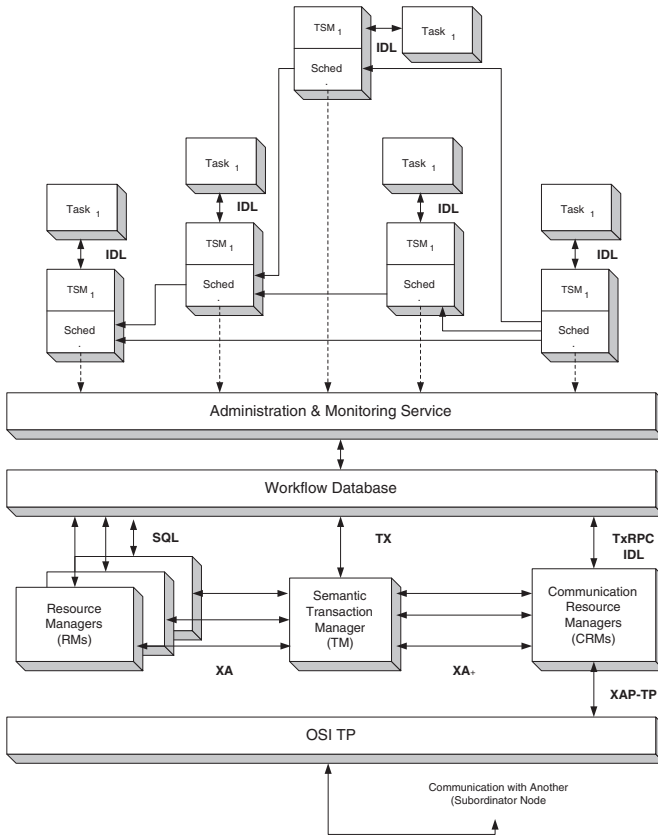 TSM 1
IDL
Task 1
Sched
.
Task 1
IDL
TSM 1
Sched
.
Task 1
IDL
TSM 1
Sched
.
Task 1
IDL
TSM 1
Sched
.
Task 1
IDL
TSM 1
Sched
.
Administration & Monitoring Service
Workflow Database
SQL
TX
TxRPC
IDL
Resource
Managers
(RMs)
Semantic
Transaction
Manager
(TM)
Communication
Resource
Managers
(CRMs)
XA
XA+
XAP-TP
OSI TP
Communication with Another
(Subordinator Node